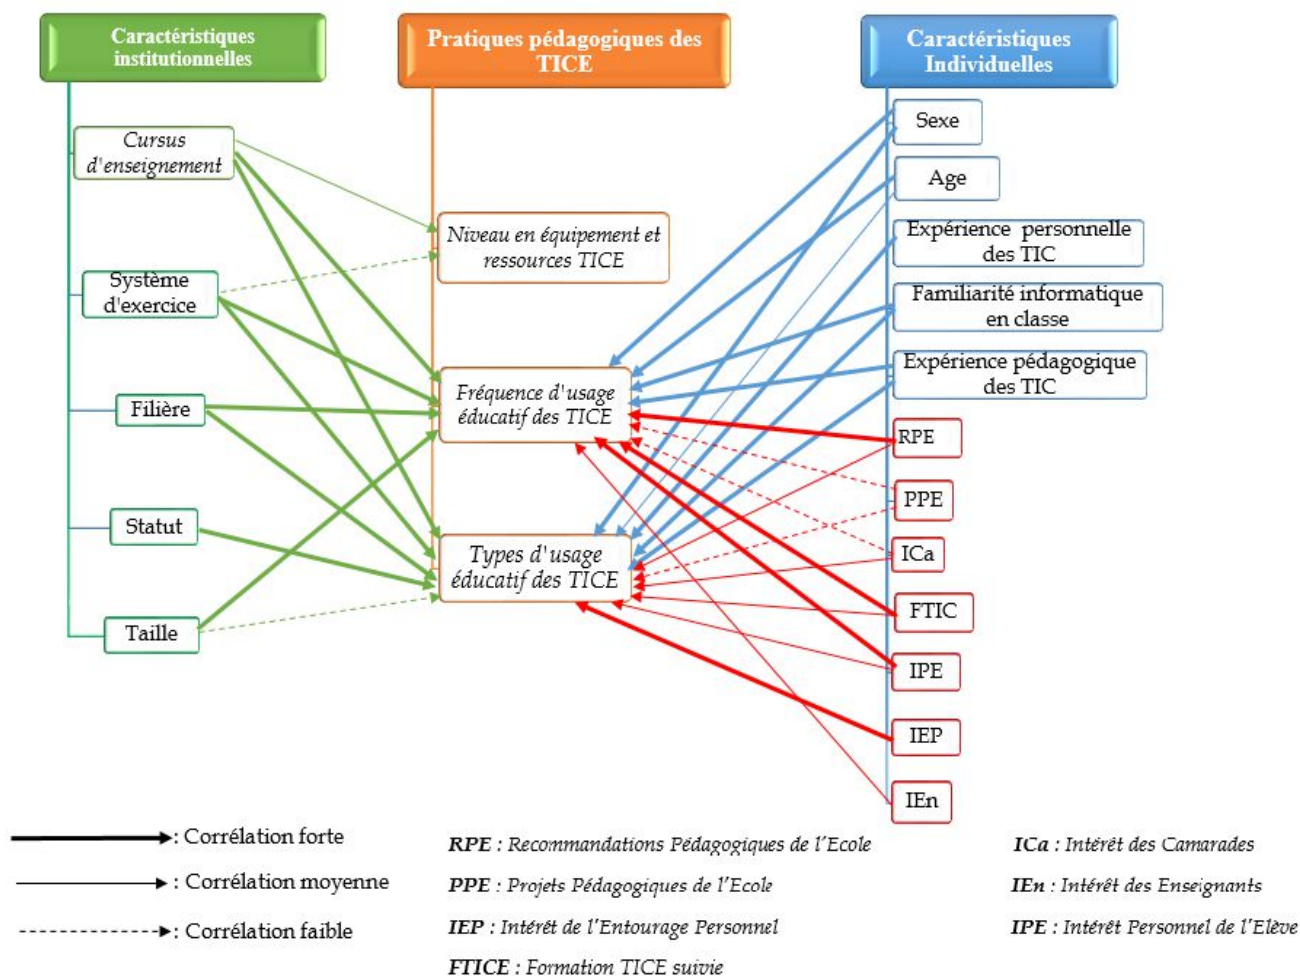 Caractéristiques
institutionnelles
Pratiques pédagogiques des
TICE
Caractéristiques
Individuelles
Cursus
d'enseignement
Système
d'exercice
Filière
Statut
Taille
Niveau en équipement et
ressources TICE
Fréquence d'usage
éducatif des TICE
Types d'usage
éducatif des TICE
Sexe
Age
Expérience personnelle
des TIC
Familiarité informatique
en classe
Expérience pédagogique
des TIC
RPE
PPE
ICa
FTIC
IPE
IEP
IEn
: Corrélation forte
: Corrélation moyenne
: Corrélation faible
RPE : Recommandations Pédagogiques de l'Ecole
PPE : Projets Pédagogiques de l'Ecole
IEP : Intérêt de l'Entourage Personnel
FTICE : Formation TICE suivie
ICa : Intérêt des Camarades
IEn : Intérêt des Enseignants
IPE : Intérêt Personnel de l'Elève